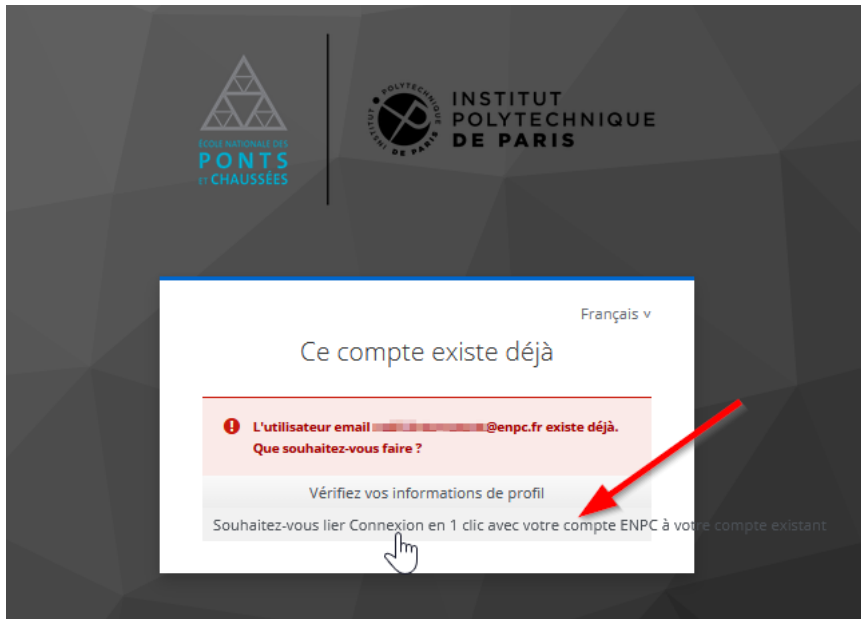 ÉCOLE NATIONALE DES
PONTS
ET CHAUSSÉES
INSTITUT
POLYTECHNIQUE
DE PARIS
POLYTECHNIQUE
INSTITUT
DE PARIS
Français v
Ce compte existe déjà
L'utilisateur email @enpc.fr existe déjà.
Que souhaitez-vous faire ?
Vérifiez vos informations de profil
Souhaitez-vous lier Connexion en 1 clic avec votre compte ENPC à votre compte existant